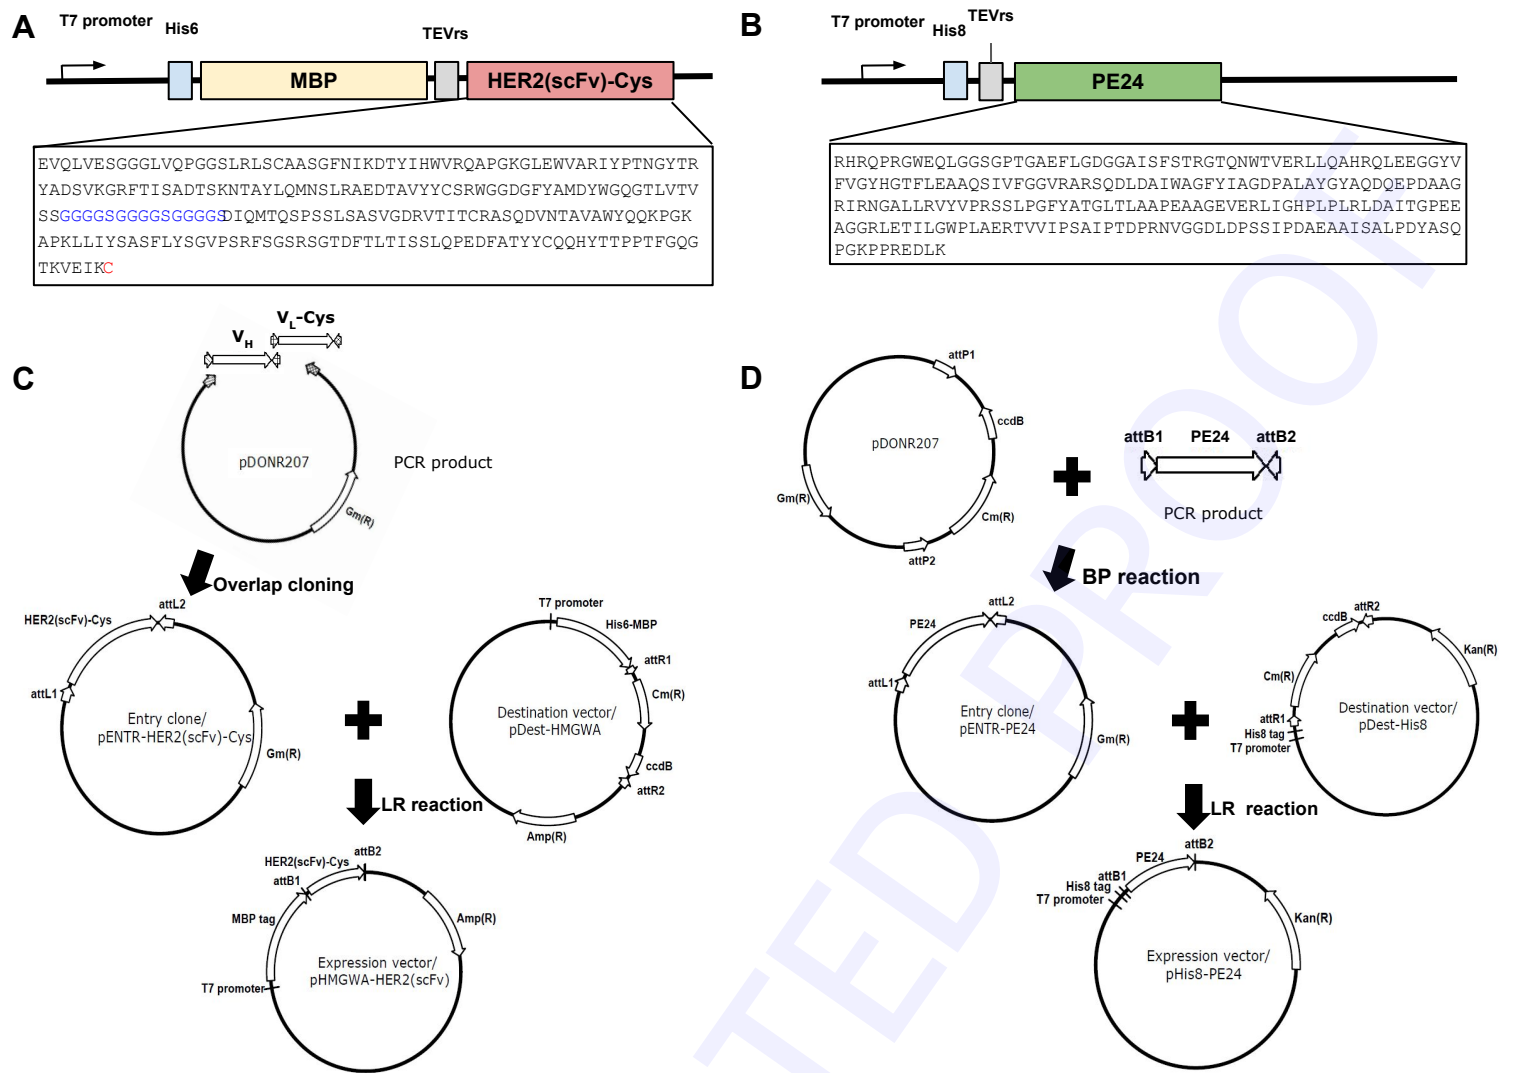 A
T7 promoter
His6
TEVrs
MBP
HER2(scFv)-Cys
EVQLVESGGGLVQPGGSLRLSCAASGFNIKDTYIHWVRQAPGKGLEWVARIYPTNGYTR
YADSVKGRFTISADTSKNTAYLQMNSLRAEDTAVYYCSRWGGDGFYAMDYWGQGTLVTV
SSGGGGSGGGGSGGGGSDIQMTQSPSSLSASVGDRVTITCRASQDVNTAVAWYQQKPGK
APKLLIYSASFLYSGVPSRFSGSRSGTDFTLTISSLQPEDFATYYCQQHYTTPPTFGQG
TKVEIKC
B
T7 promoter
His8
TEVrs
PE24
RHRQPRGWEQLGGSGPTGAEFLGDGGAISFSTRGTQNWTVERLLQAHRQLEEGGYV
FVGYHGTFLEAAQSIVFGGVRARSQDLDAIWAGFYIAGDPALAYGYAQDQEPDAAG
RIRNGALLRVYVPRSSLPGFYATGLTLAAPEAAGEVERLIGHPLPLRLDAITGPEE
AGGRLETILGWPLAERTVVIPSAIPTDPRNVGGDLDPSSIPDAEAAISALPDYASQ
PGKPPREDLK
C
VH
VL-Cys
pDONR207
Gm(R)
PCR product
Overlap cloning
HER2(scFv)-Cys
attL2
attL1
Entry clone/
pENTR-HER2(scFv)-Cys
Gm(R)
T7 promoter
His6-MBP
attR1
Cm(R)
Destination vector/
pDest-HMGWA
ccdB
attR2
Amp(R)
LR reaction
attB2
HER2(scFv)-Cys
attB1
MBP tag
Amp(R)
Expression vector/
pHMGWA-HER2(scFv)
T7 promoter
D
attP1
ccdB
pDONR207
Gm(R)
Cm(R)
attP2
attB1
PE24
attB2
PCR product
BP reaction
attL2
PE24
attL1
Entry clone/
pENTR-PE24
Gm(R)
ccdB
attR2
Kan(R)
Cm(R)
Destination vector/
pDest-His8
attR1
His8 tag
T7 promoter
LR reaction
attB2
PE24
attB1
His8 tag
T7 promoter
Kan(R)
Expression vector/
pHis8-PE24
TED PROOF